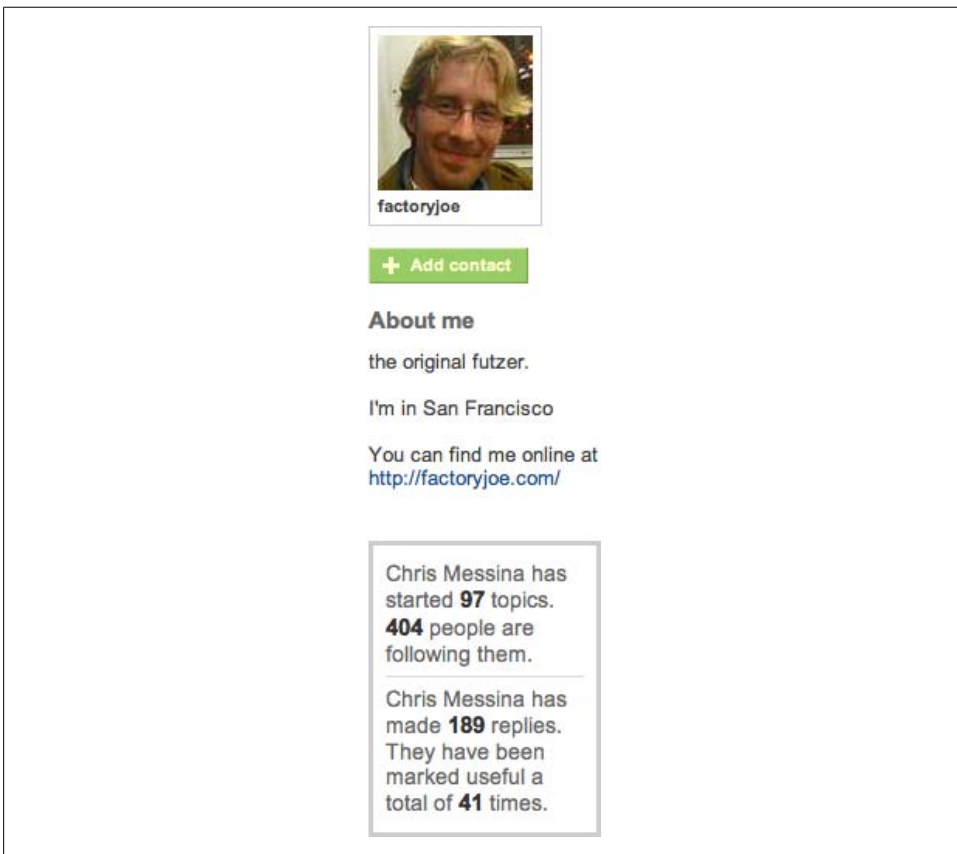 factoryjoe
+ Add contact
About me
the original futzer.
I'm in San Francisco
You can find me online at
http://factoryjoe.com/
Chris Messina has
started 97 topics.
404 people are
following them.
Chris Messina has
made 189 replies.
They have been
marked useful a
total of 41 times.